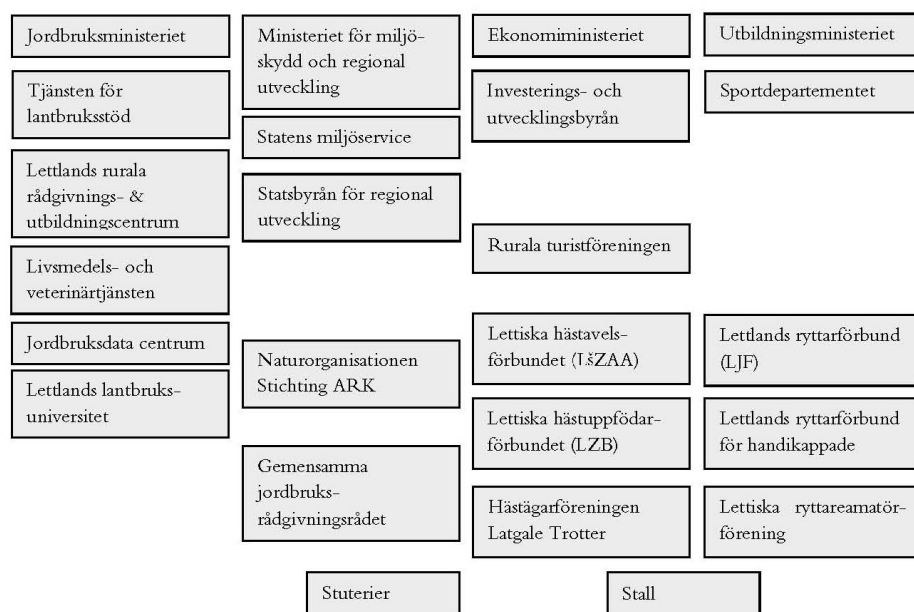 Jordbruksministeriet
Tjänsten för
lantbruksstöd
Lettlands rurala
rådgivnings- &
utbildningscentrum
Livsmedels- och
veterinärtjänsten
Jordbruksdata centrum
Lettlands lantbruks-
universitet
Ministeriet för miljö-
skydd och regional
utveckling
Statens miljöservice
Statsbyrån för regional
utveckling
Naturorganisationen
Stichting ARK
Gemensamma
jordbruks-
rådgivningsrådet
Ekonomiministeriet
Investerings- och
utvecklingsbyrån
Rurala turistföreningen
Lettiska hästavels-
förbundet (LšZAA)
Lettiska hästuppfödar-
förbundet (LZB)
Hästägarföreningen
Latgale Trotter
Utbildningsministeriet
Sportdepartementet
Lettlands ryttarförbund
(LJF)
Lettlands ryttarförbund
för handikappade
Lettiska ryttareamatör-
förening
Stuterier
Stall